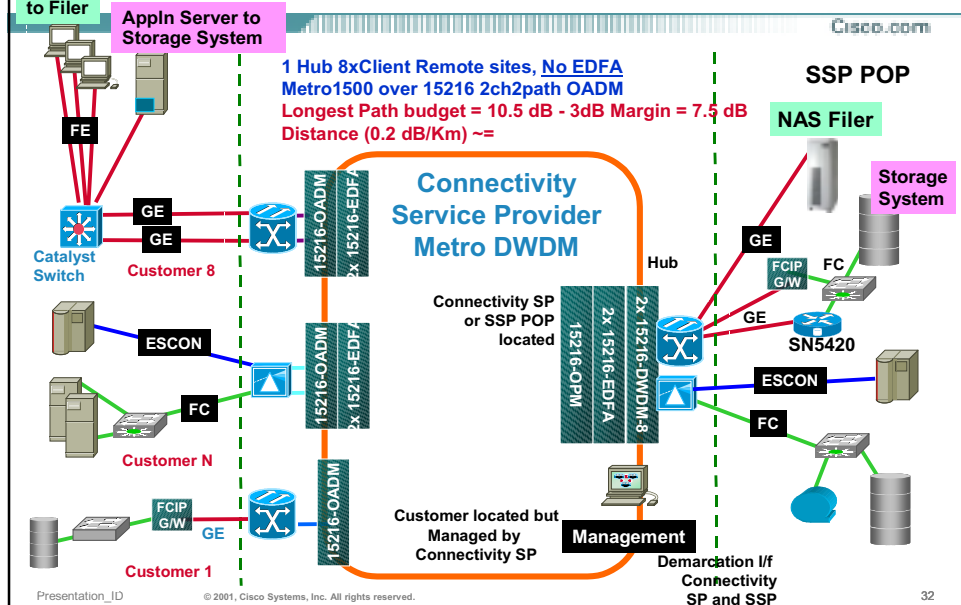 to Filer
Appln Server to
Storage System
Cisco.com
1 Hub 8xClient Remote sites, No EDFA
Metro1500 over 15216 2ch2path OADM
Longest Path budget = 10.5 dB - 3dB Margin = 7.5 dB
Distance (0.2 dB/Km) ~=
SSP POP
NAS Filer
Storage
System
FE
GE
GE
Catalyst
Switch
Customer 8
15216-OADM
2x 15216-EDFA
Connectivity
Service Provider
Metro DWDM
Hub
GE
FCIP
G/W
FC
GE
SN5420
Connectivity SP
or SSP POP
located
15216-OPM
2x 15216-EDFA
2x 15216-DWDM-8
ESCON
FC
Customer N
15216-OADM
2x 15216-EDFA
ESCON
FC
FCIP
G/W
GE
Customer 1
15216-OADM
Customer located but
Managed by
Connectivity SP
Management
Demarcation I/f
Connectivity
SP and SSP
Presentation_ID
© 2001, Cisco Systems, Inc. All rights reserved.
32